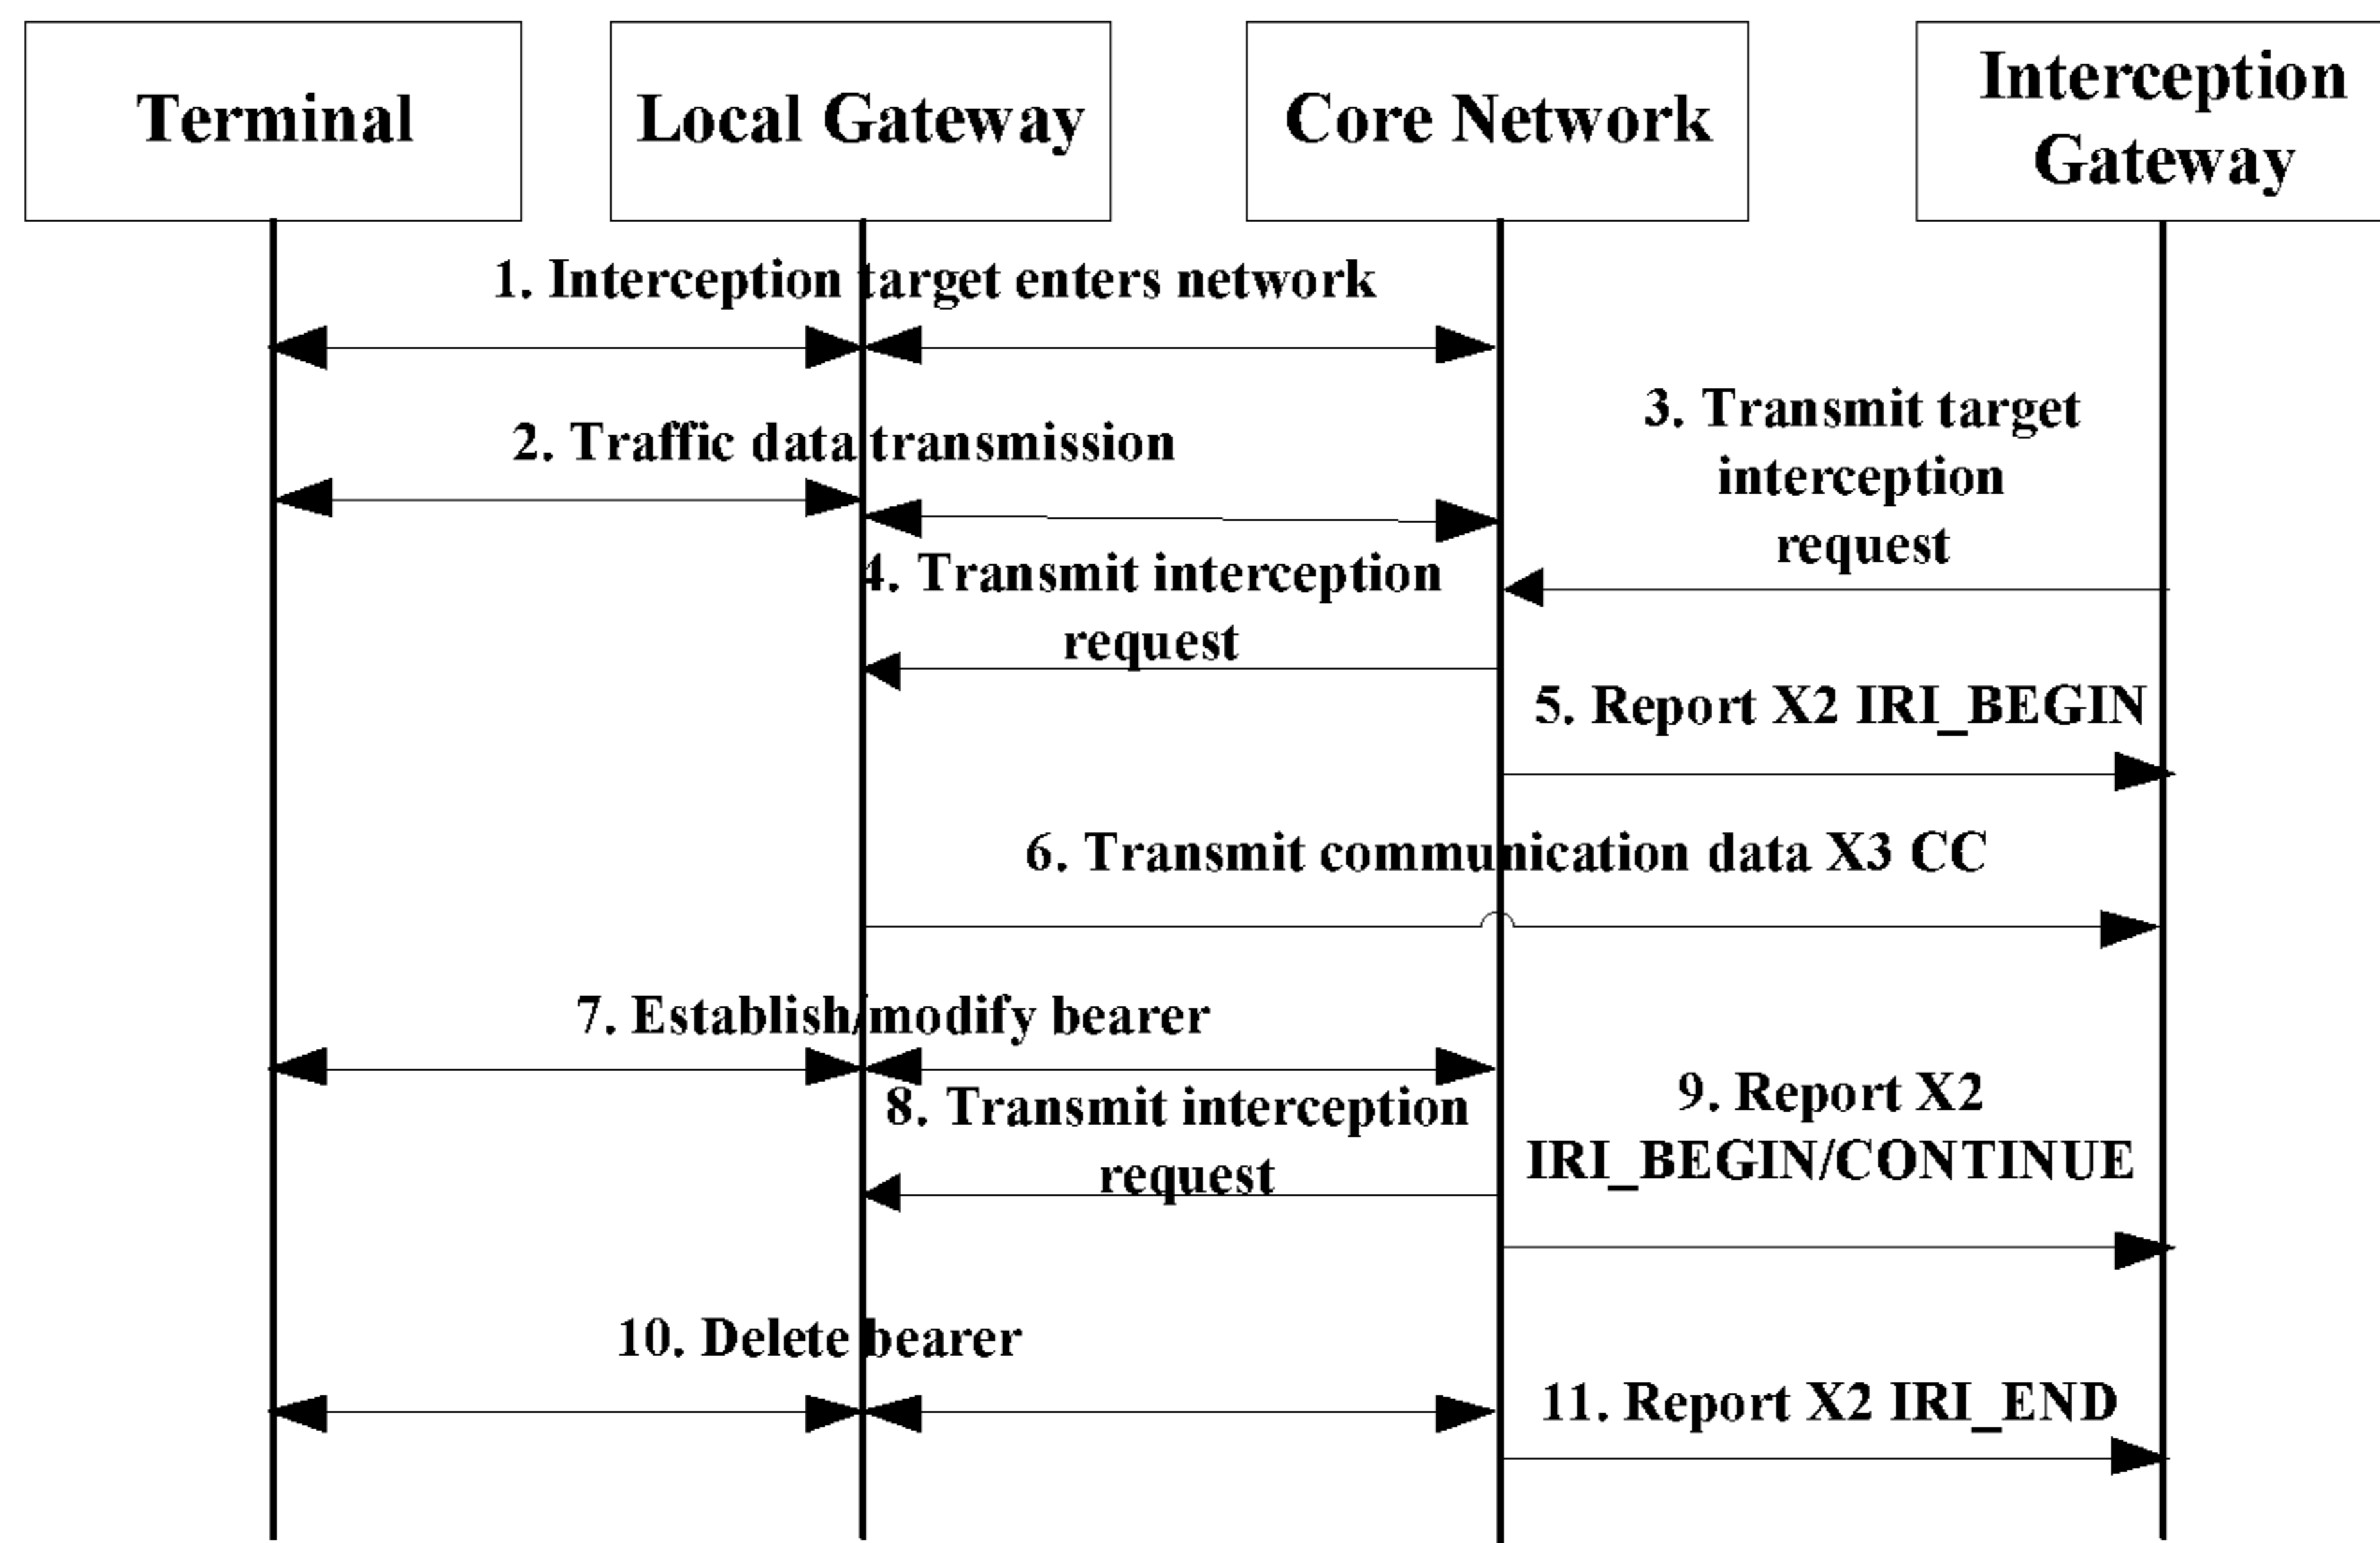 Terminal
Local Gateway
Core Network
Interception
Gateway
1. Interception target enters network
2. Traffic data transmission
3. Transmit target
interception
request
4. Transmit interception
request
5. Report X2 IRI_BEGIN
6. Transmit communication data X3 CC
7. Establish/modify bearer
8. Transmit interception
request
9. Report X2
IRI_BEGIN/CONTINUE
10. Delete bearer
11. Report X2 IRI_END